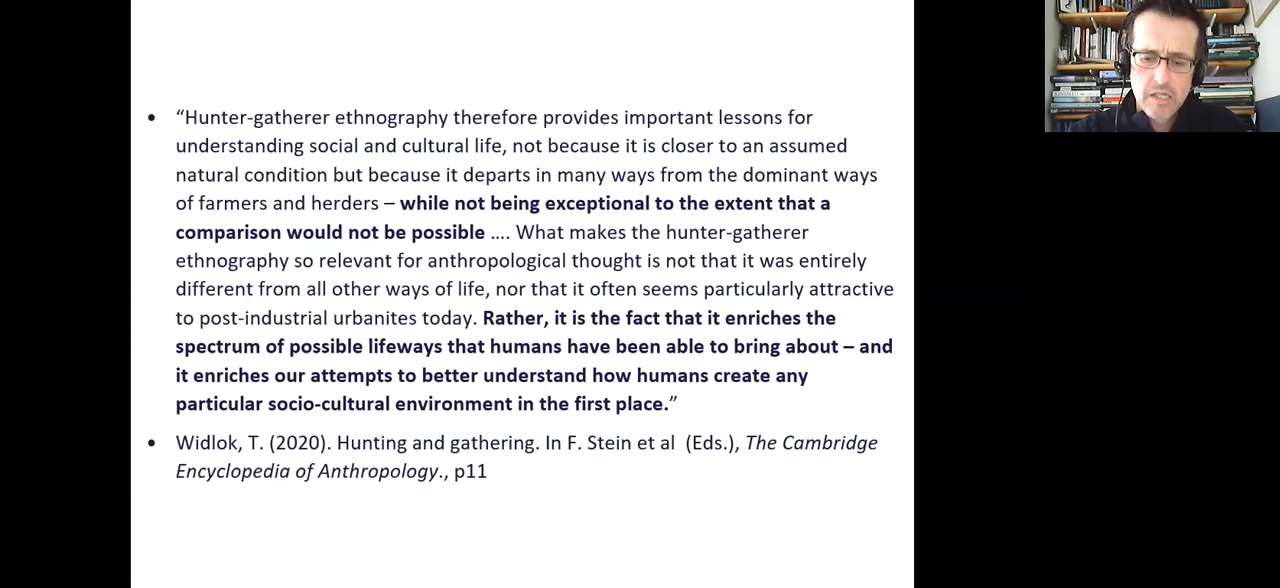 • “Hunter-gatherer ethnography therefore provides important lessons for
understanding social and cultural life, not because it is closer to an assumed
natural condition but because it departs in many ways from the dominant ways
of farmers and herders – while not being exceptional to the extent that a
comparison would not be possible .... What makes the hunter-gatherer
ethnography so relevant for anthropological thought is not that it was entirely
different from all other ways of life, nor that it often seems particularly attractive
to post-industrial urbanites today. Rather, it is the fact that it enriches the
spectrum of possible lifeways that humans have been able to bring about – and
it enriches our attempts to better understand how humans create any
particular socio-cultural environment in the first place.”
• Widlok, T. (2020). Hunting and gathering. In F. Stein et al (Eds.), The Cambridge
Encyclopedia of Anthropology., p11